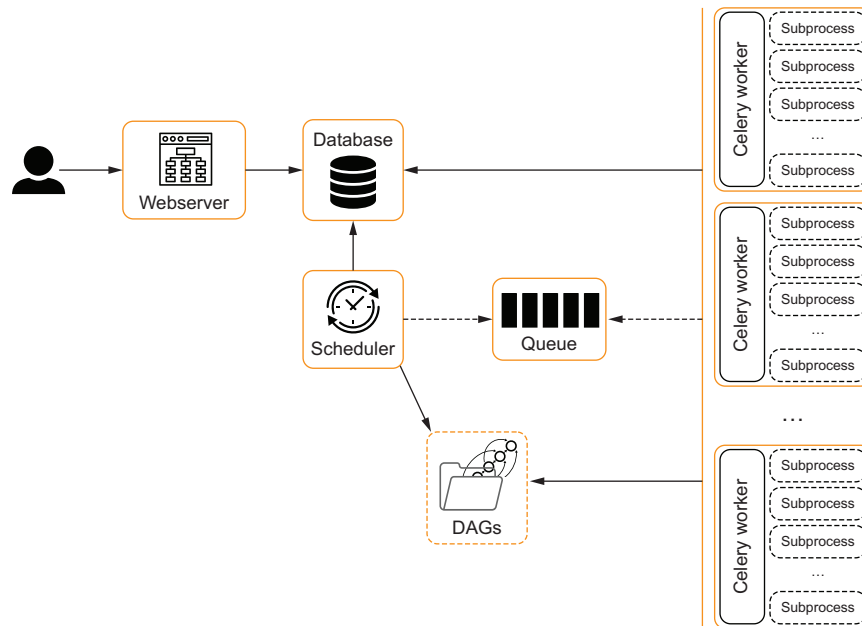 Database
Webserver
Scheduler
Queue
DAGs
Celery worker
Subprocess
Subprocess
Subprocess
...
Subprocess
Celery worker
Subprocess
Subprocess
Subprocess
...
Subprocess
...
Celery worker
Subprocess
Subprocess
Subprocess
...
Subprocess